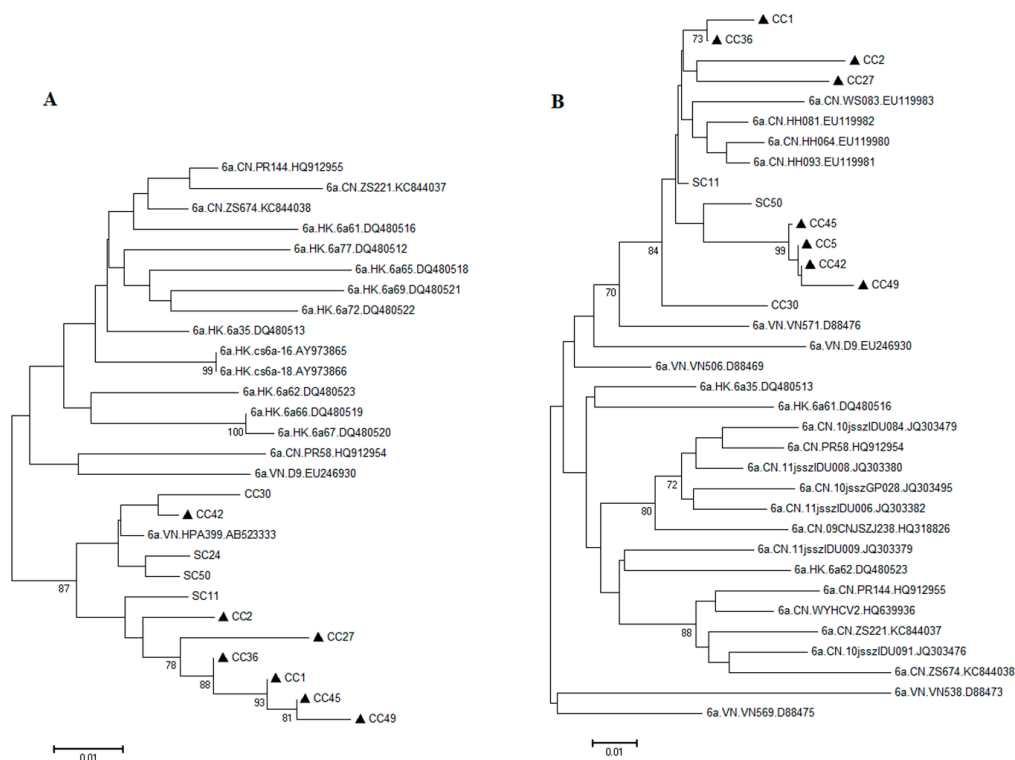 A
6a.CN.PR144.HQ912955
6a.CN.ZS221.KC844037
6a.CN.ZS674.KC844038
6a.HK.6a61.DQ480516
6a.HK.6a77.DQ480512
6a.HK.6a65.DQ480518
6a.HK.6a69.DQ480521
6a.HK.6a72.DQ480522
6a.HK.6a35.DQ480513
6a.HK.cs6a-16.AY973865
99
6a.HK.cs6a-18.AY973866
6a.HK.6a62.DQ480523
6a.HK.6a66.DQ480519
100
6a.HK.6a67.DQ480520
6a.CN.PR58.HQ912954
6a.VN.D9.EU246930
CC30
CC42
6a.VN.HPA399.AB523333
SC24
SC50
87
SC11
CC2
CC27
78
CC36
88
CC1
93
CC45
81
CC49
0.01
B
CC1
73
CC36
CC2
CC27
6a.CN.WS083.EU119983
6a.CN.HH081.EU119982
6a.CN.HH064.EU119980
6a.CN.HH093.EU119981
SC11
SC50
CC45
84
99
CC5
CC42
CC49
70
CC30
6a.VN.VN571.D88476
6a.VN.D9.EU246930
6a.VN.VN506.D88469
6a.HK.6a35.DQ480513
6a.HK.6a61.DQ480516
6a.CN.10jsszIDU084.JQ303479
6a.CN.PR58.HQ912954
6a.CN.11jsszIDU008.JQ303380
72
6a.CN.10jsszGP028.JQ303495
80
6a.CN.11jsszIDU006.JQ303382
6a.CN.09CNJSZJ238.HQ318826
6a.CN.11jsszIDU009.JQ303379
6a.HK.6a62.DQ480523
6a.CN.PR144.HQ912955
6a.CN.WYHCV2.HQ639936
88
6a.CN.ZS221.KC844037
6a.CN.10jsszIDU091.JQ303476
6a.CN.ZS674.KC844038
6a.VN.VN538.D88473
6a.VN.VN569.D88475
0.01